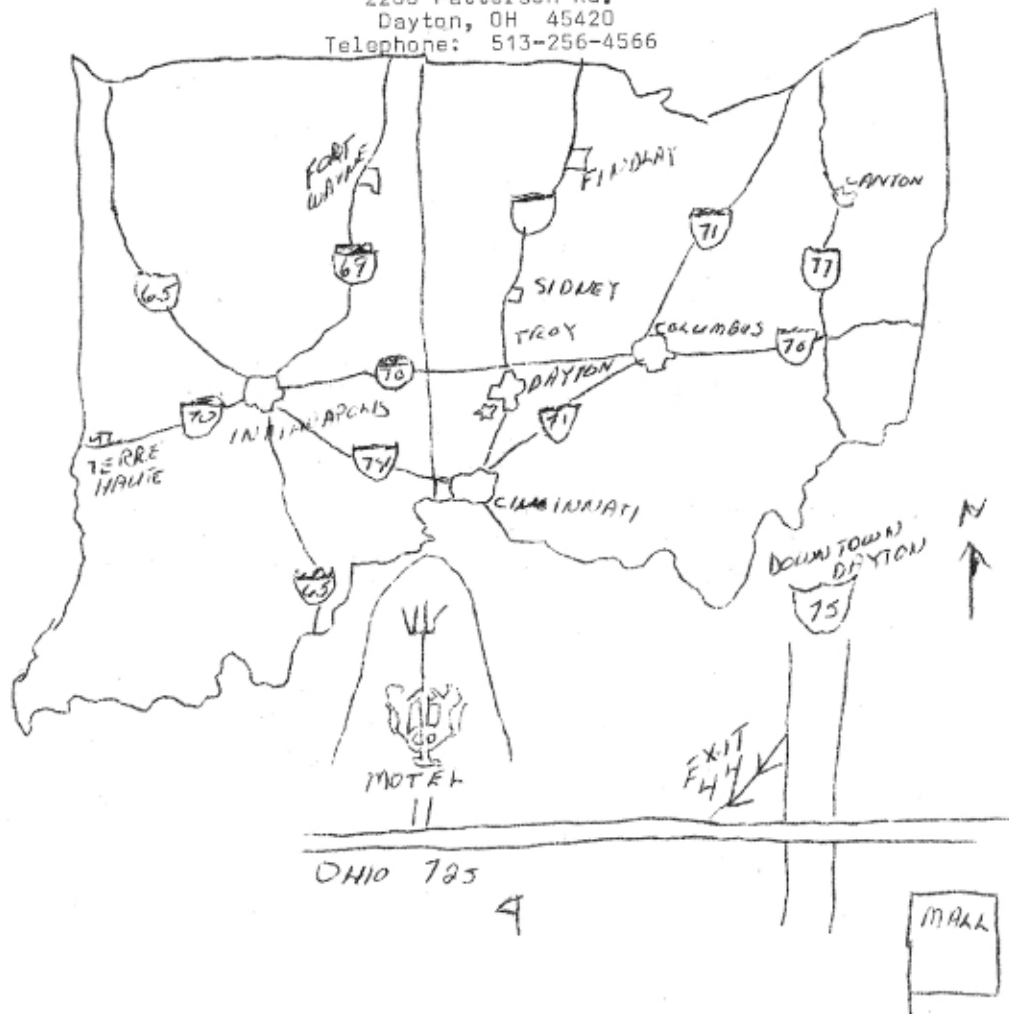 Dayton, OH 45420
Telephone: 513-256-4566
FORT
WAYNE
FINDLAY
CANTON
71
69
77
65
SIDNEY
TROY
COLUMBUS
70
70
DAYTON
70
INDIANAPOLIS
71
74
TERRE
HAUTE
CINCINNATI
DOWNTOWN
DAYTON
N
75
65
EXIT
44
MOTEL
OHIO 725
4
MALL